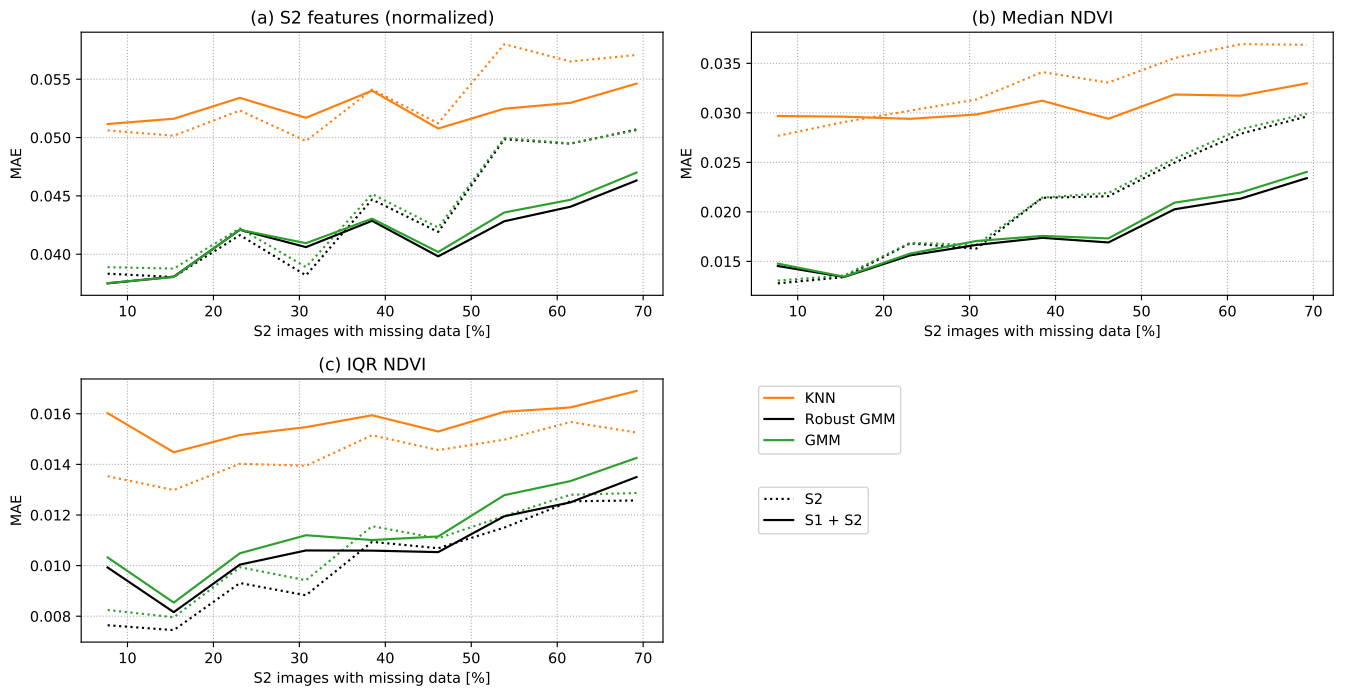 (a) S2 features (normalized)
MAE
0.055
0.050
0.045
0.040
10 20 30 40 50 60 70
S2 images with missing data [%]
(b) Median NDVI
MAE
0.035
0.030
0.025
0.020
0.015
10 20 30 40 50 60 70
S2 images with missing data [%]
(c) IQR NDVI
MAE
0.016
0.014
0.012
0.010
0.008
10 20 30 40 50 60 70
S2 images with missing data [%]
KNN
Robust GMM
GMM
S2
S1 + S2